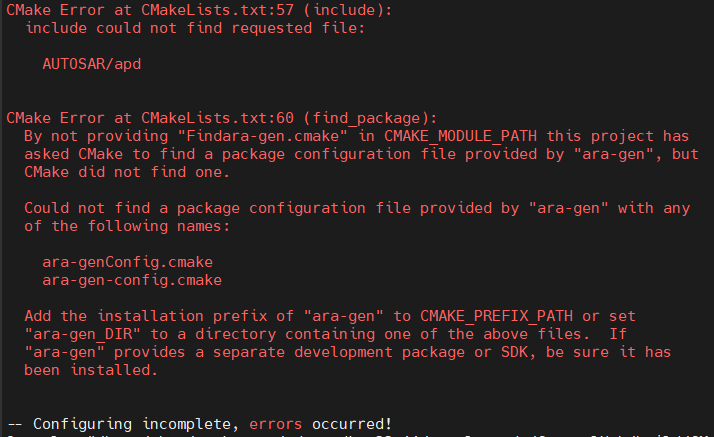 CMake Error at CMakeLists.txt:57 (include):
include could not find requested file:
AUTOSAR/apd
CMake Error at CMakeLists.txt:60 (find_package):
By not providing "Findara-gen.cmake" in CMAKE_MODULE_PATH this project has
asked CMake to find a package configuration file provided by "ara-gen", but
CMake did not find one.
Could not find a package configuration file provided by "ara-gen" with any
of the following names:
ara-genConfig.cmake
ara-gen-config.cmake
Add the installation prefix of "ara-gen" to CMAKE_PREFIX_PATH or set
"ara-gen_DIR" to a directory containing one of the above files.  If
"ara-gen" provides a separate development package or SDK, be sure it has
been installed.
-- Configuring incomplete, errors occurred!